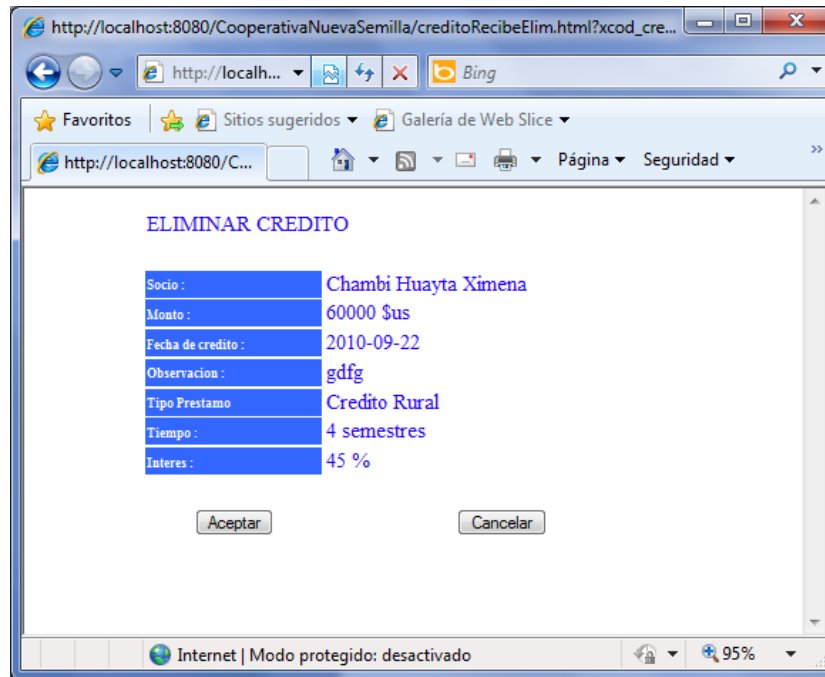 http://localhost:8080/CooperativaNuevaSemilla/creditoRecibeElim.html?xcod_cre...
http://localh...
Bing
Favoritos
Sitios sugeridos
Galería de Web Slice
http://localhost:8080/C...
Página
Seguridad
»
ELIMINAR CREDITO
Socio : Chambi Huayta Ximena
Monto : 60000 $us
Fecha de credito : 2010-09-22
Observacion : gdfg
Tipo Prestamo Credito Rural
Tiempo : 4 semestres
Interes : 45 %
Aceptar Cancelar
Internet | Modo protegido: desactivado 95%